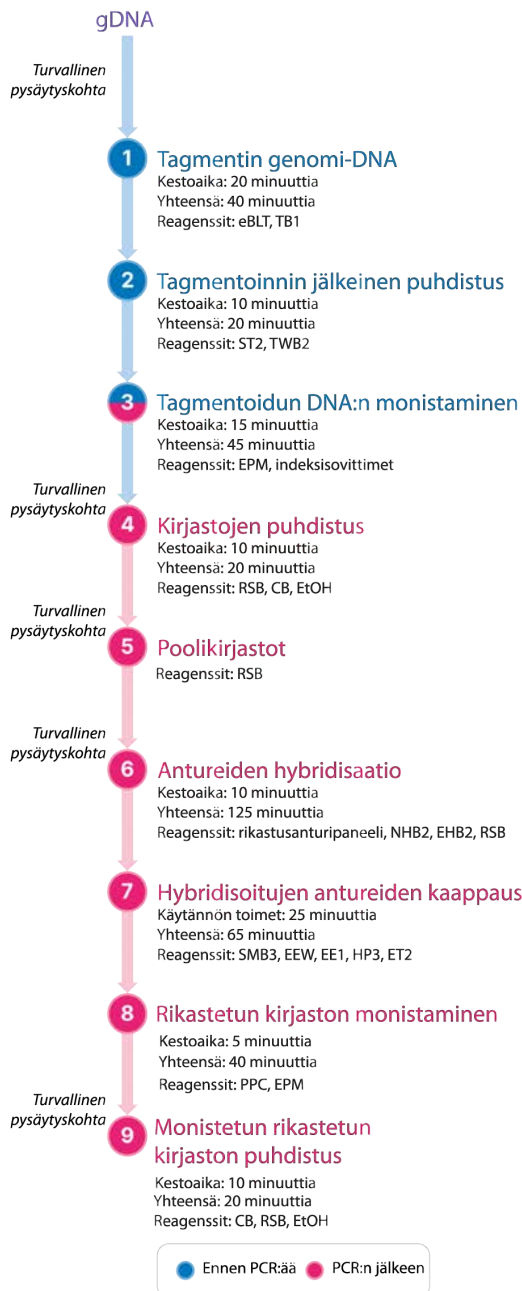 gDNA
Turvallinen
pysäytyskohta
1
Tagmentin genomi-DNA
Kestoaika: 20 minuuttia
Yhteensä: 40 minuuttia
Reagenssit: eBLT, TB1
2
Tagmentoinnin jälkeinen puhdistus
Kestoaika: 10 minuuttia
Yhteensä: 20 minuuttia
Reagenssit: ST2, TWB2
3
Tagmentoidun DNA:n monistaminen
Kestoaika: 15 minuuttia
Yhteensä: 45 minuuttia
Reagenssit: EPM, indeksisovittimet
Turvallinen
pysäytyskohta
4
Kirjastojen puhdistus
Kestoaika: 10 minuuttia
Yhteensä: 20 minuuttia
Reagenssit: RSB, CB, EtOH
Turvallinen
pysäytyskohta
5
Poolikirjastot
Reagenssit: RSB
Turvallinen
pysäytyskohta
6
Antureiden hybridisaatio
Kestoaika: 10 minuuttia
Yhteensä: 125 minuuttia
Reagenssit: rikastusanturipaneeli, NHB2, EHB2, RSB
7
Hybridisoitujen antureiden kaappaus
Käytännön toimet: 25 minuuttia
Yhteensä: 65 minuuttia
Reagenssit: SMB3, EEW, EE1, HP3, ET2
8
Rikastetun kirjaston monistaminen
Kestoaika: 5 minuuttia
Yhteensä: 40 minuuttia
Reagenssit: PPC, EPM
Turvallinen
pysäytyskohta
9
Monistetun rikastetun
kirjaston puhdistus
Kestoaika: 10 minuuttia
Yhteensä: 20 minuuttia
Reagenssit: CB, RSB, EtOH
Ennen PCR:ää
PCR:n jälkeen